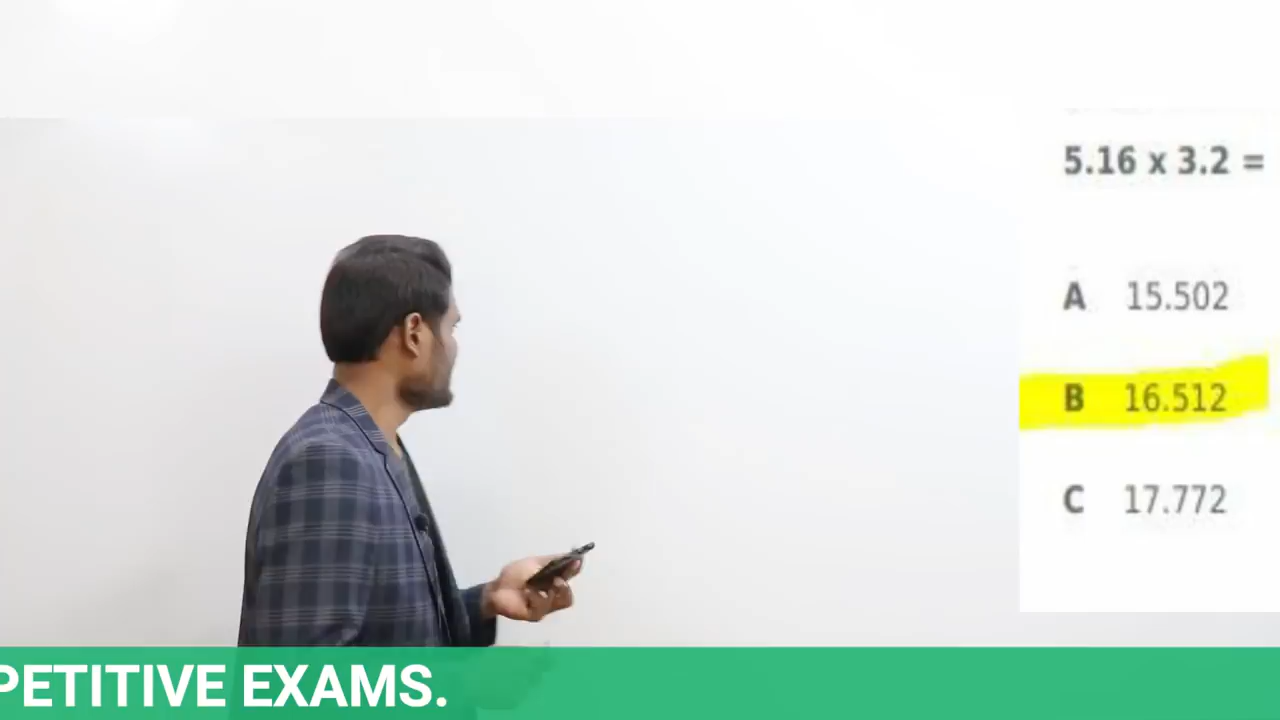 5.16 x 3.2 =
A 15.502
B 16.512
C 17.772
PETITIVE EXAMS.